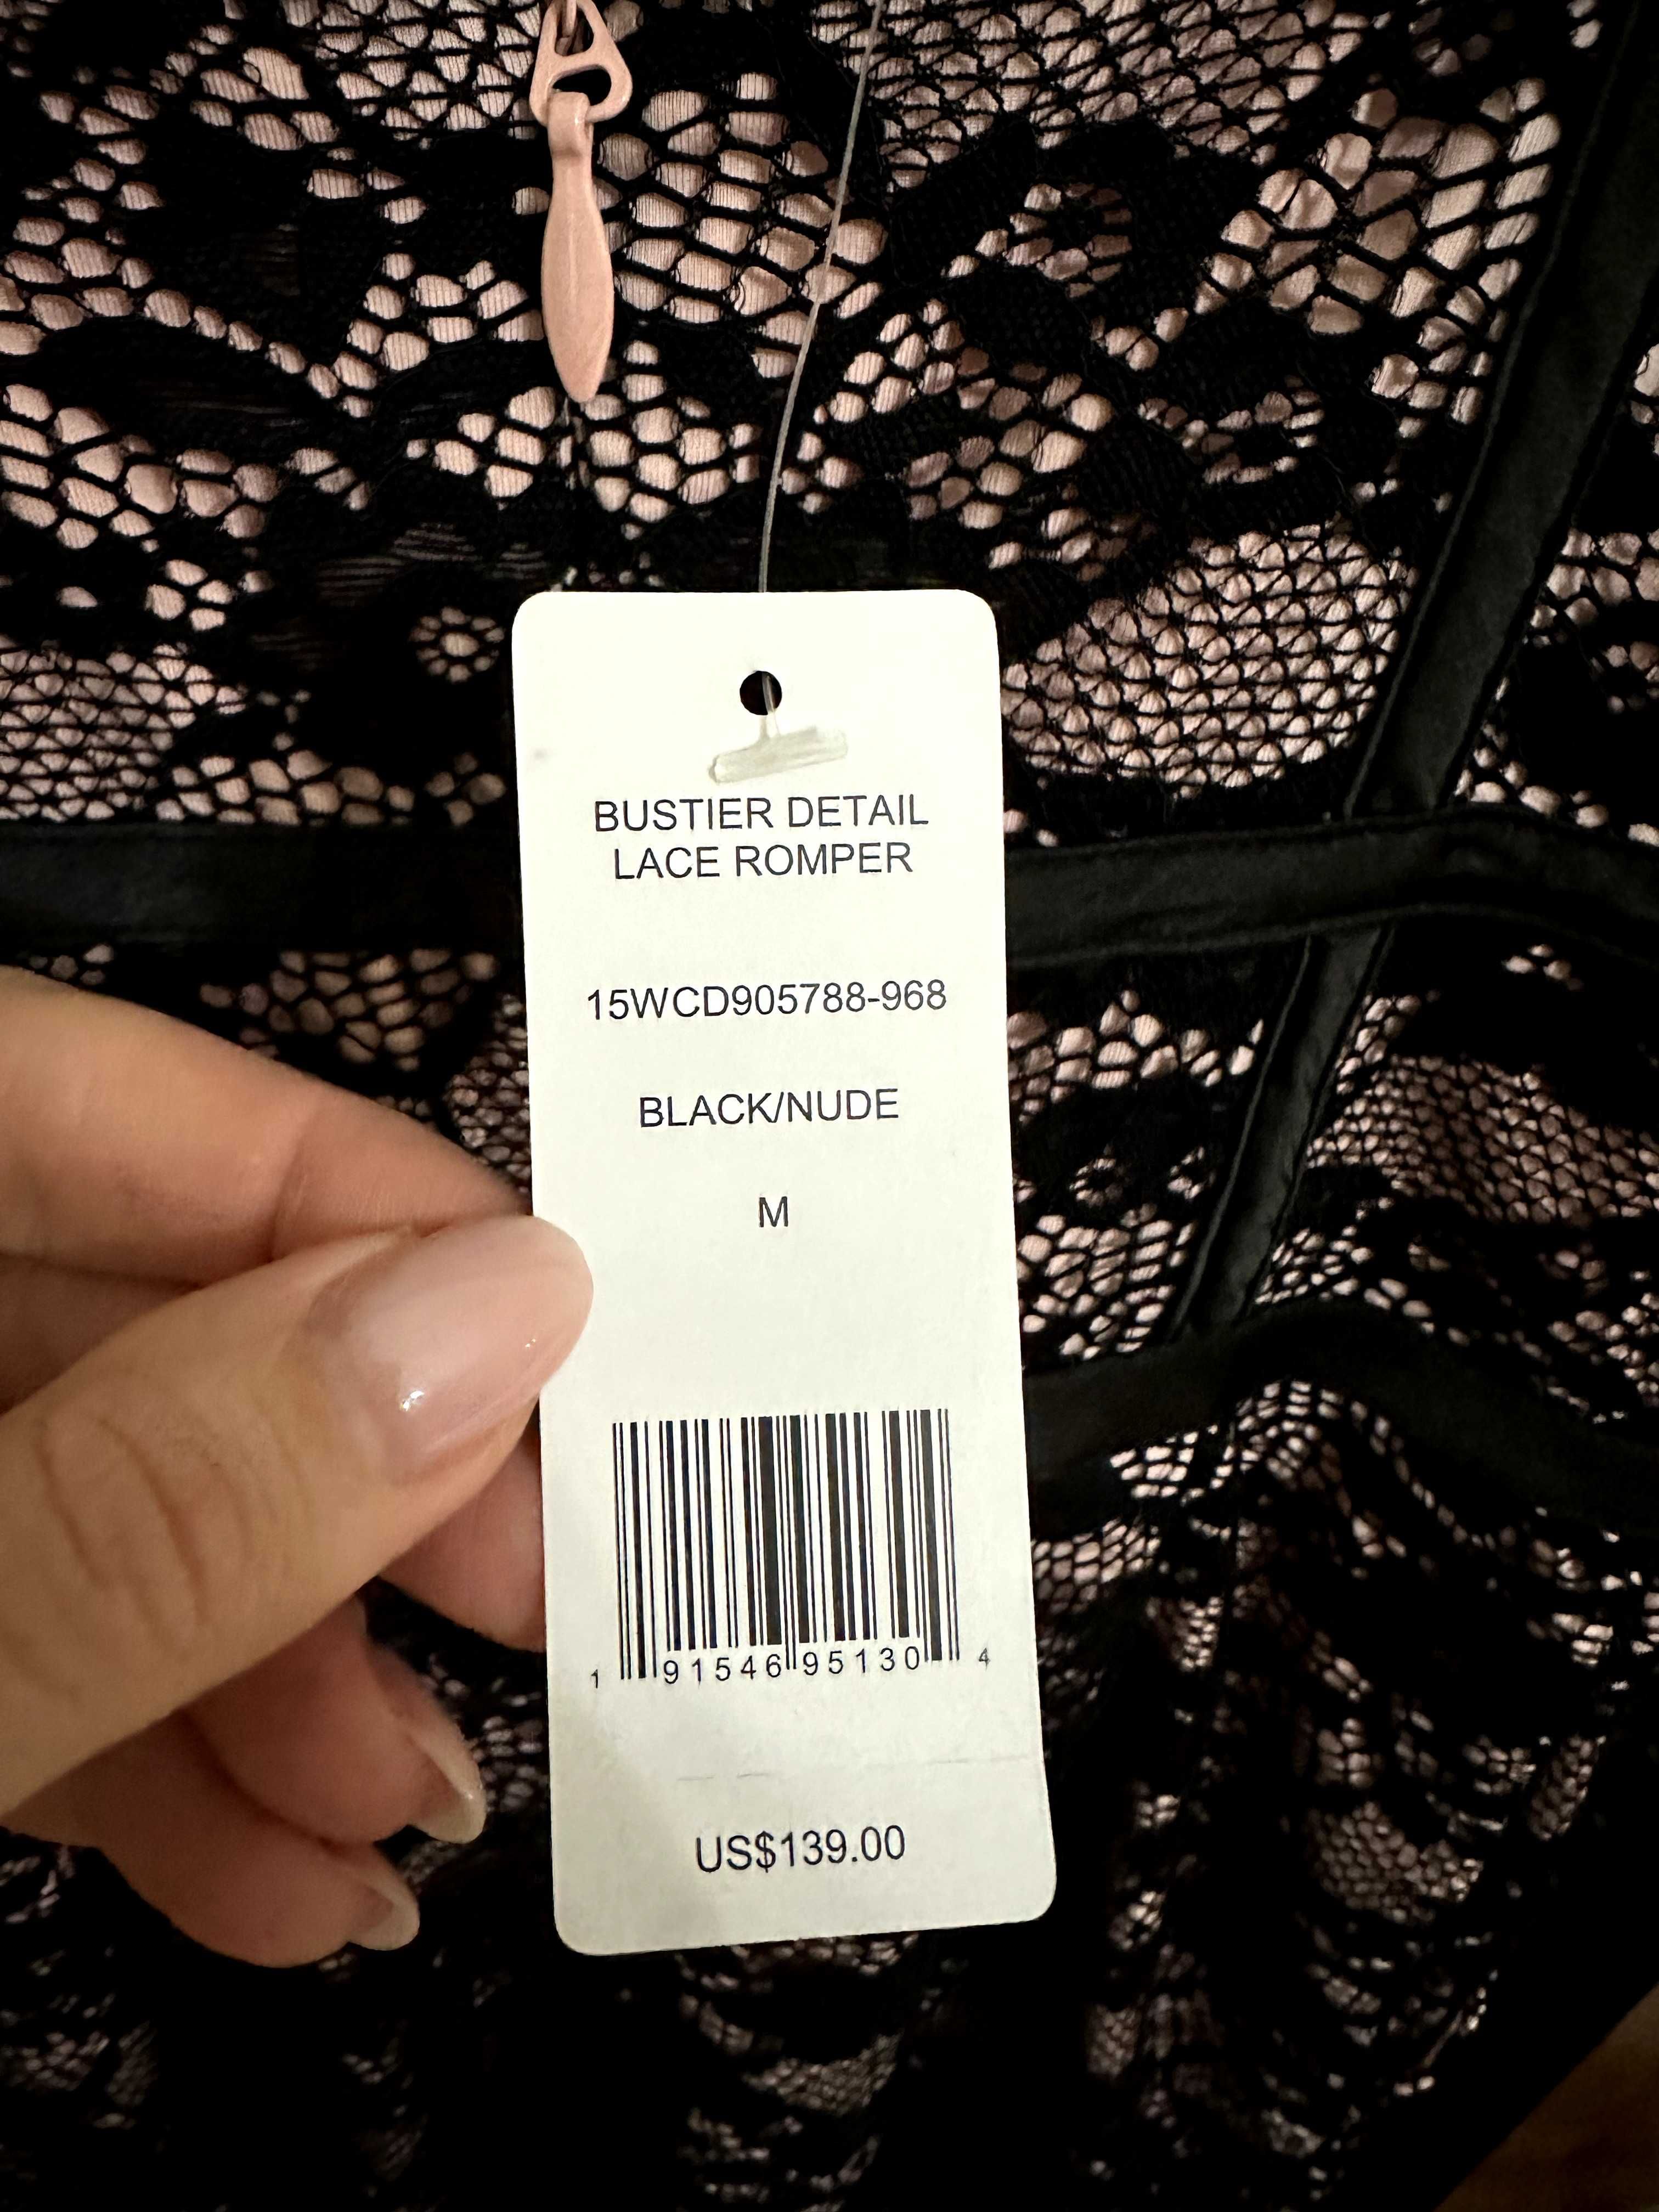 BUSTIER DETAIL
LACE ROMPER
15WCD905788-968
BLACK/NUDE
M
1 91546 95130 4
US$139.00